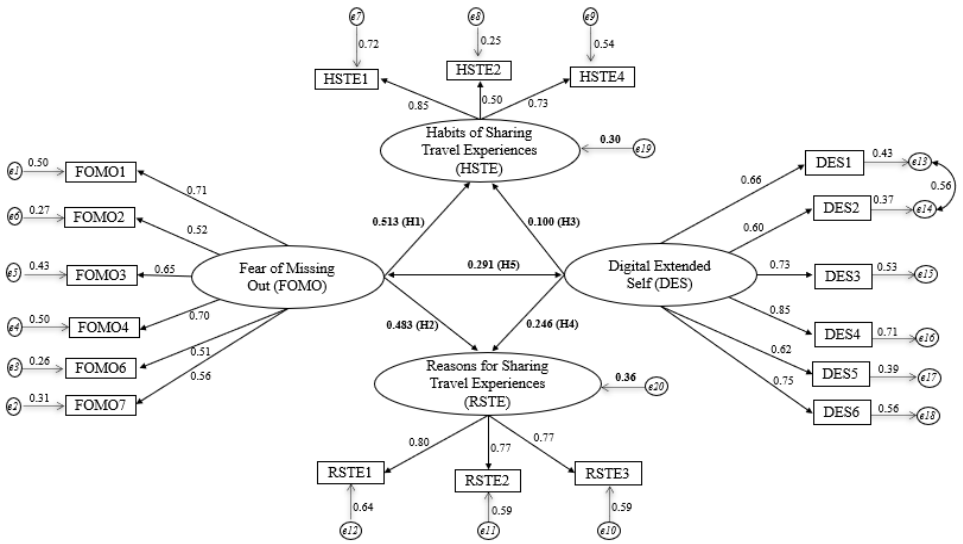 e7
e8
e9
0.72
0.25
0.54
HSTE1
HSTE2
HSTE4
0.85
0.50
0.73
Habits of Sharing
Travel Experiences
(HSTE)
0.30
e19
e1
0.50
FOMO1
0.71
e6
0.27
FOMO2
0.52
e5
0.43
FOMO3
0.65
e4
0.50
FOMO4
0.70
e3
0.26
FOMO6
0.51
e2
0.31
FOMO7
0.56
Fear of Missing
Out (FOMO)
0.513 (H1)
0.100 (H3)
0.291 (H5)
0.483 (H2)
0.246 (H4)
Digital Extended
Self (DES)
0.66
DES1
0.43
e13
0.56
0.60
DES2
0.37
e14
0.73
DES3
0.53
e15
0.85
DES4
0.71
e16
0.62
DES5
0.39
e17
0.75
DES6
0.56
e18
Reasons for Sharing
Travel Experiences
(RSTE)
0.36
e20
0.80
0.77
0.77
RSTE1
RSTE2
RSTE3
0.64
0.59
0.59
e12
e11
e10